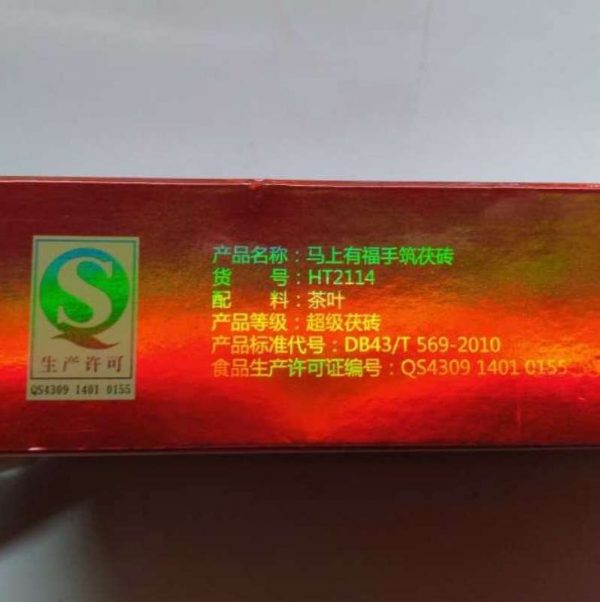 产品名称：马上有福手筑茯砖
货 号：HT2114
配 料：茶叶
产品等级：超级茯砖
产品标准代号：DB43/T 569-2010
食品生产许可证编号：QS4309 1401 0155
生产许可
QS4309 1401 0155